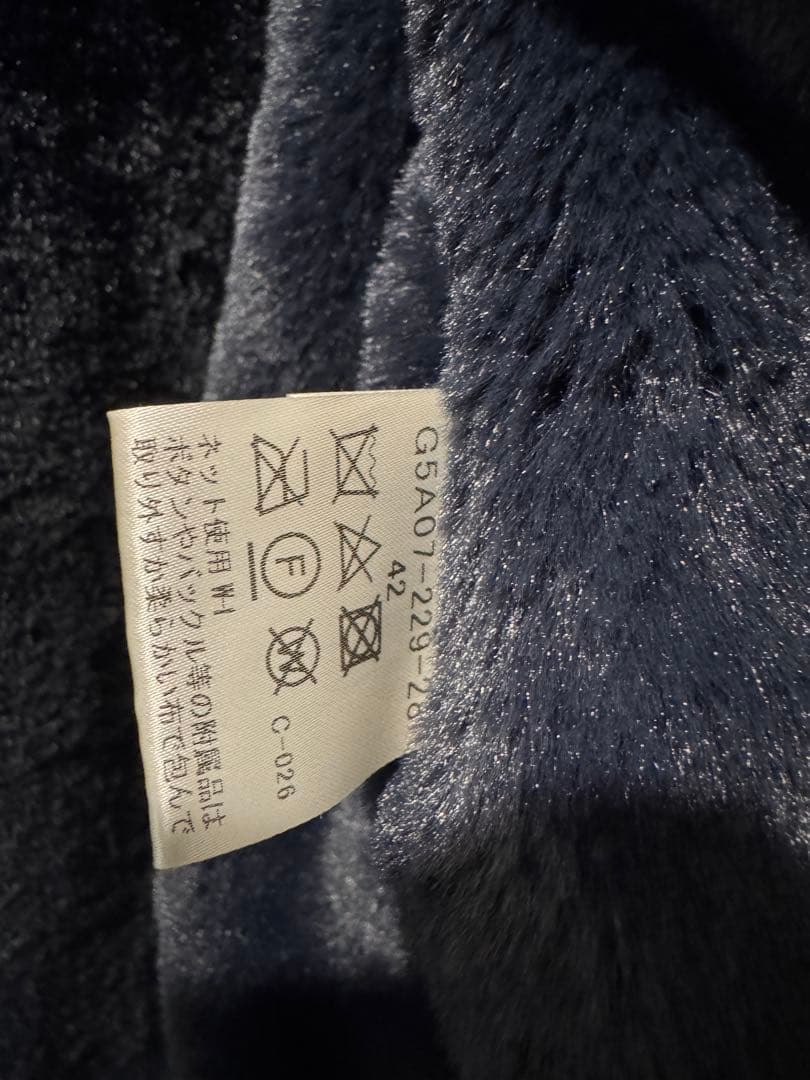 G5A07-229-28
42
F
W
C-026
ネット使用 W-1
ボタンやバックル等の附属品は
取り外すか柔らかい布で包んで